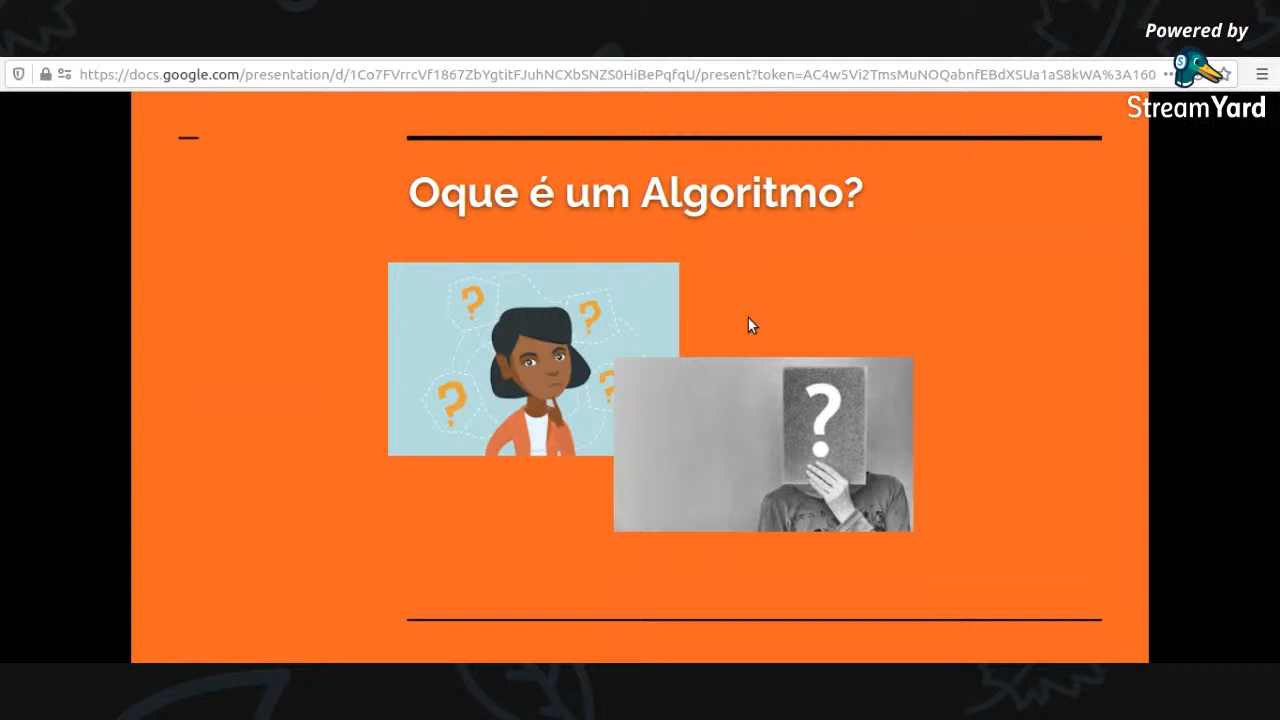 Powered by
https://docs.google.com/presentation/d/1Co7FVrrcVf1867ZbYgtitFJuhNCXbSNZS0HiBePqfqU/present?token=AC4w5Vi2TmsMuNOQabnfEBdXSUa1aS8kWA%3A160
S
StreamYard
Oque é um Algoritmo?
? ?
? ?
?